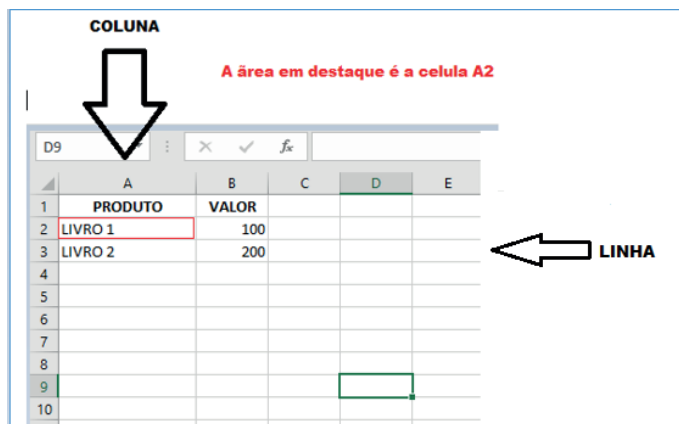 COLUNA
A ãrea em destaque é a celula A2
D9 fx
A B C D E
1 PRODUTO VALOR
2 LIVRO 1 100
3 LIVRO 2 200
LINHA
4
5
6
7
8
9
10